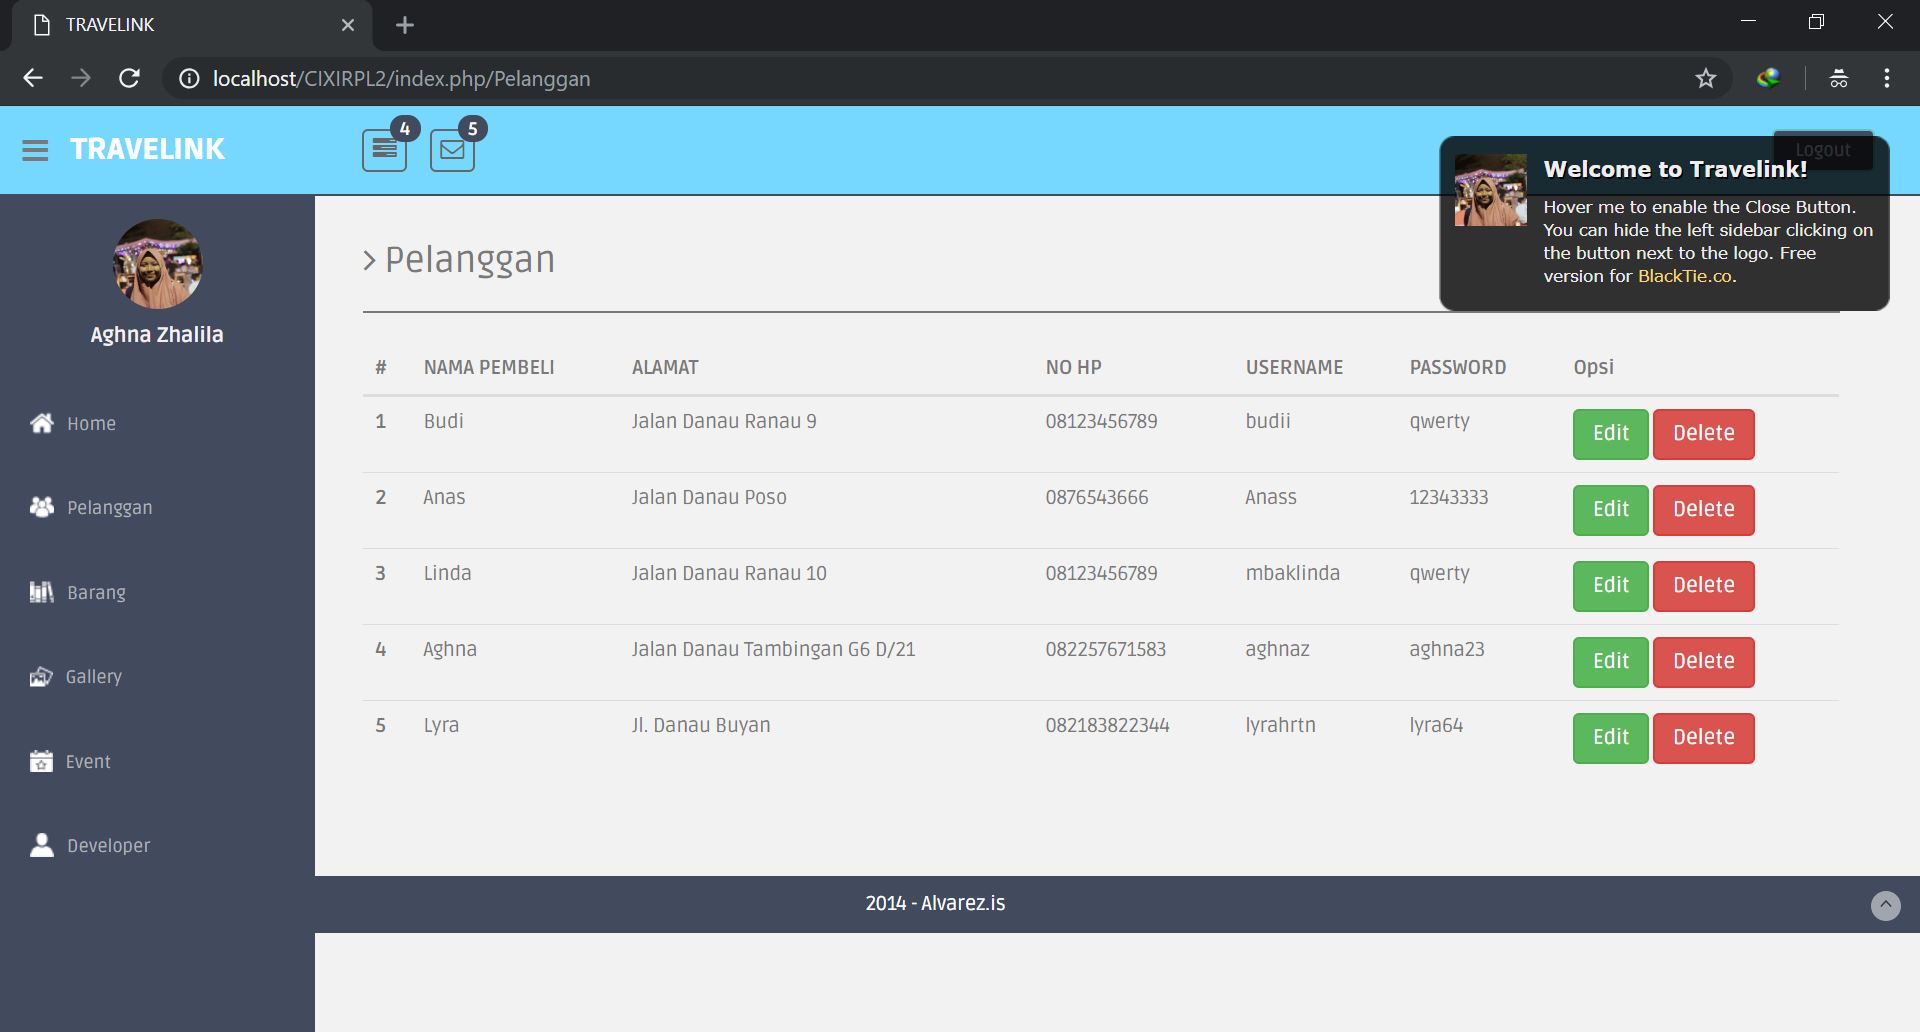 TRAVELINK
localhost/CIXIRPL2/index.php/Pelanggan
TRAVELINK
4
5
Logout
Welcome to Travelink!
Hover me to enable the Close Button.
You can hide the left sidebar clicking on
the button next to the logo. Free
version for BlackTie.co.
Aghna Zhalila
Home
Pelanggan
Barang
Gallery
Event
Developer
Pelanggan
# NAMA PEMBELI ALAMAT NO HP USERNAME PASSWORD Opsi
1 Budi Jalan Danau Ranau 9 08123456789 budii qwerty Edit Delete
2 Anas Jalan Danau Poso 0876543666 Anass 12343333 Edit Delete
3 Linda Jalan Danau Ranau 10 08123456789 mbaklinda qwerty Edit Delete
4 Aghna Jalan Danau Tambingan G6 D/21 082257671583 aghnaz aghna23 Edit Delete
5 Lyra Jl. Danau Buyan 082183822344 lyrahrtn lyra64 Edit Delete
2014 - Alvarez.is